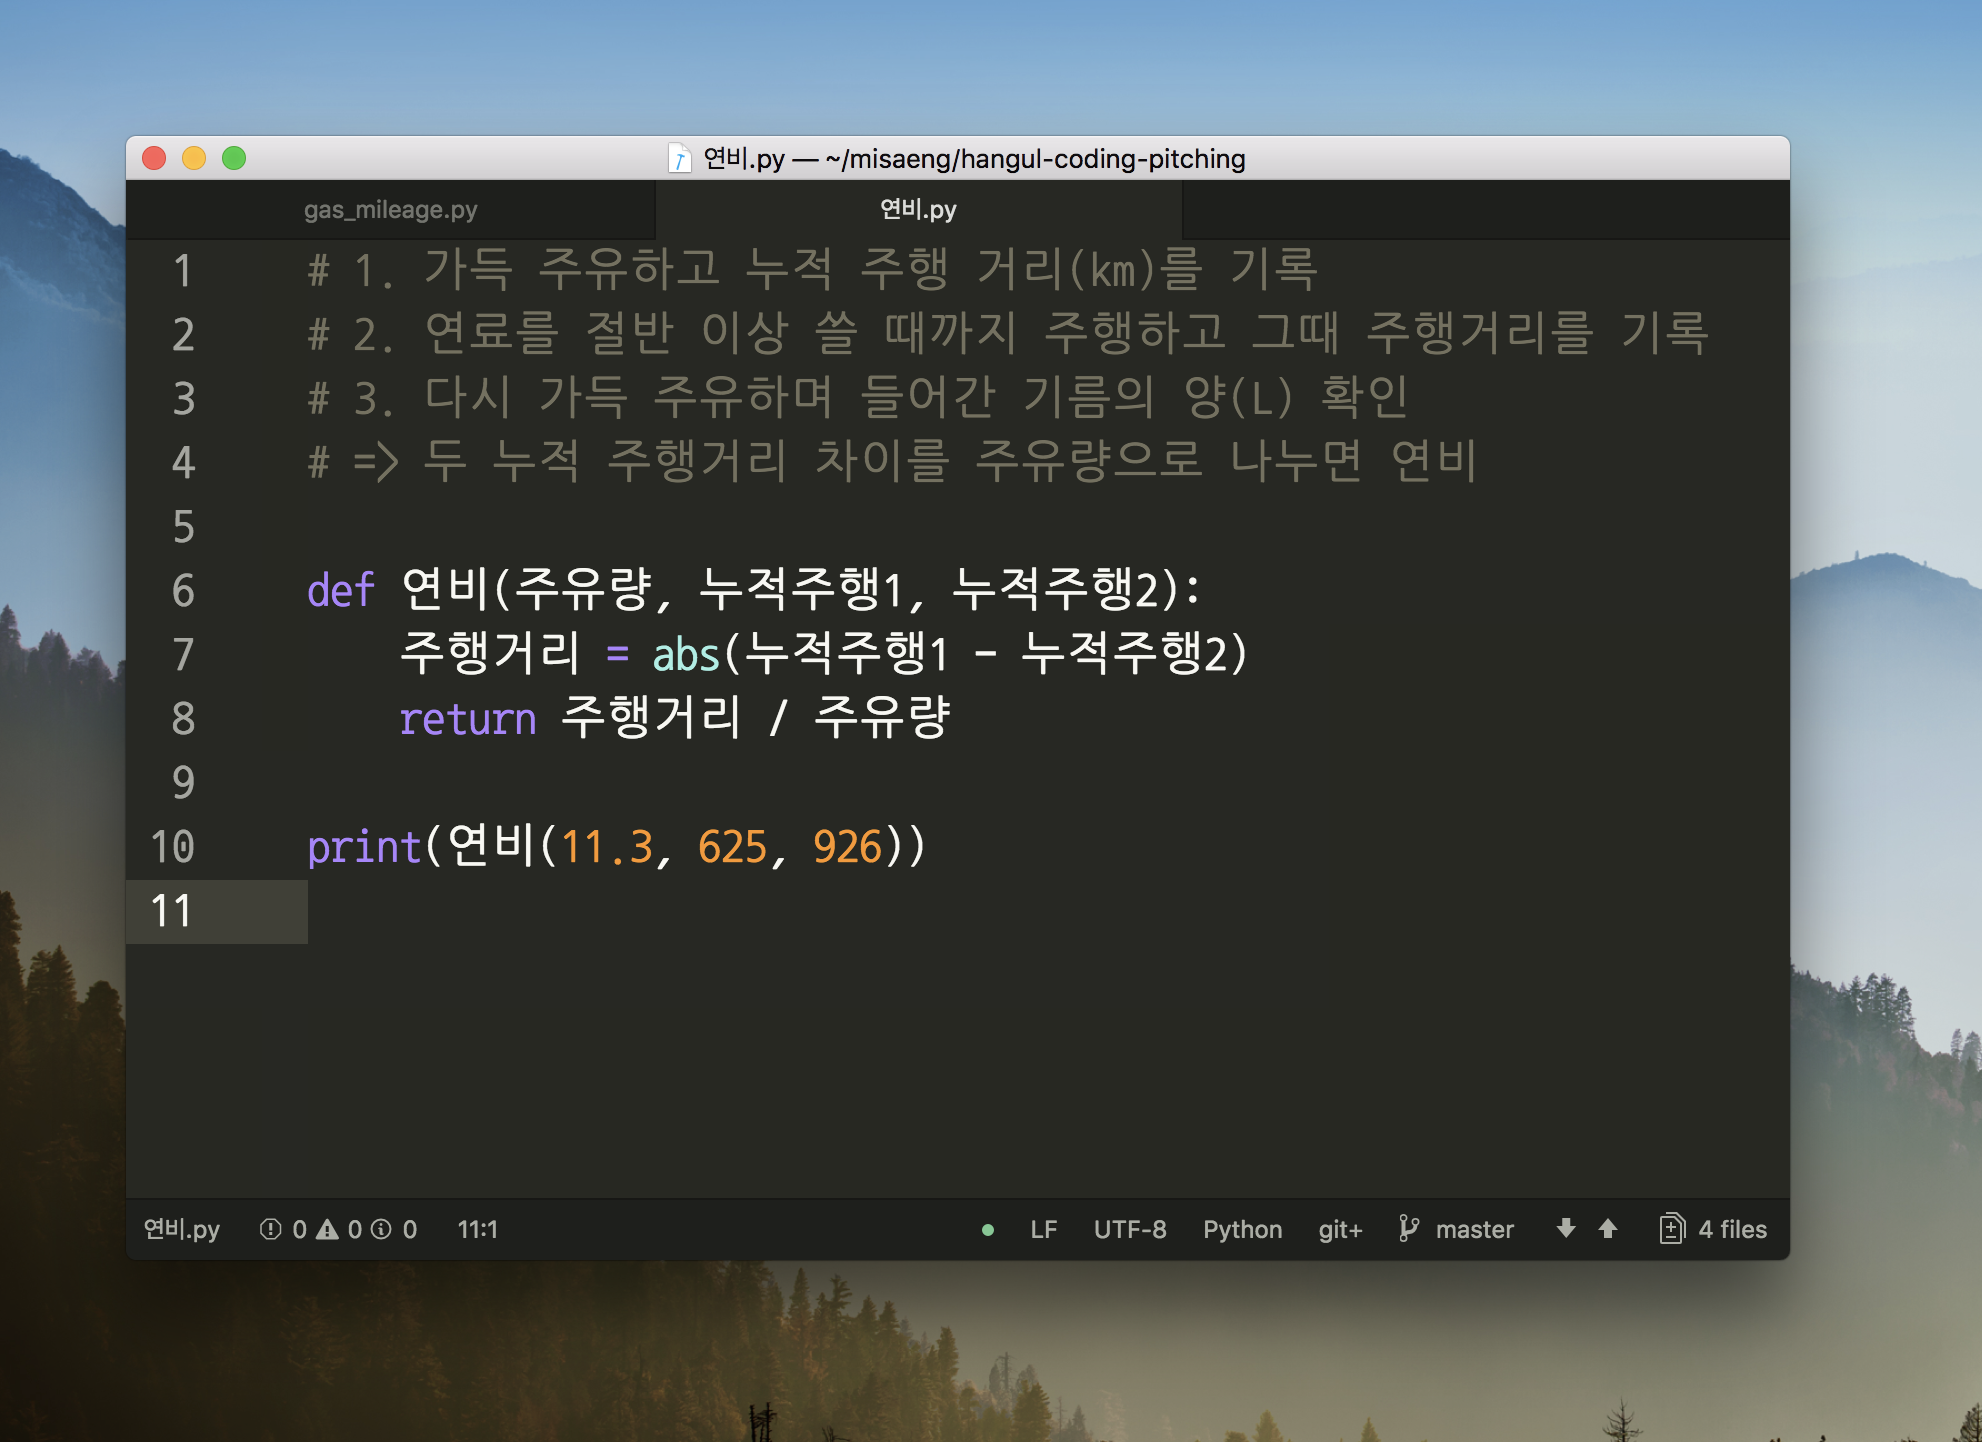 연비.py — ~/misaeng/hangul-coding-pitching
gas_mileage.py 연비.py
1 # 1. 가득 주유하고 누적 주행 거리(km)를 기록
2 # 2. 연료를 절반 이상 쓸 때까지 주행하고 그때 주행거리를 기록
3 # 3. 다시 가득 주유하며 들어간 기름의 양(L) 확인
4 # => 두 누적 주행거리 차이를 주유량으로 나누면 연비
5
6 def 연비(주유량, 누적주행1, 누적주행2):
7     주행거리 = abs(누적주행1 - 누적주행2)
8     return 주행거리 / 주유량
9
10 print(연비(11.3, 625, 926))
11
연비.py 0 0 0 11:1 LF UTF-8 Python git+ master 4 files